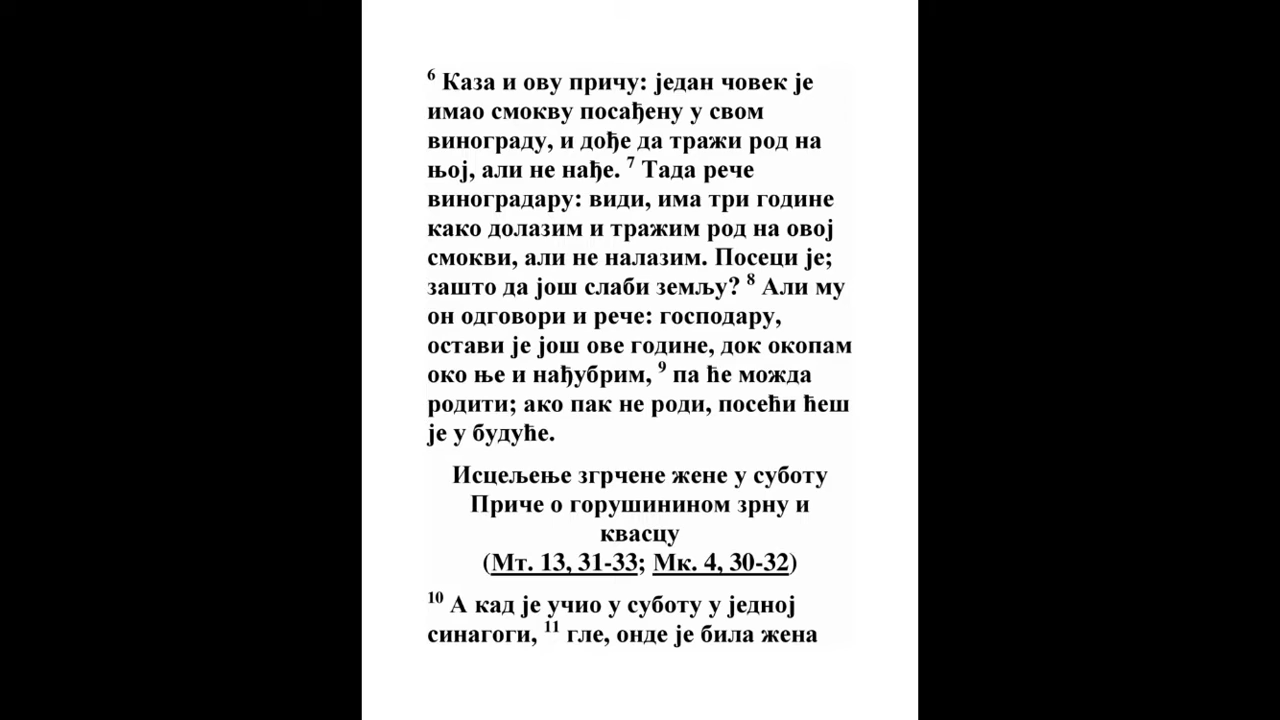 6 Каза и ову причу: један човек је
имао смокву посађену у свом
винограду, и дође да тражи род на
њој, али не нађе. 7 Тада рече
виноградару: види, има три године
како долазим и тражим род на овој
смокви, али не налазим. Посеци је;
зашто да још слаби земљу? 8 Али му
он одговори и рече: господару,
остави је још ове године, док окопам
око ње и нађубрим, 9 па ће можда
родити; ако пак не роди, посећи ћеш
је у будуће.
Исцељење згрчене жене у суботу
Приче о горушинином зрну и
квасцу
(Мт. 13, 31-33; Мк. 4, 30-32)
10 А кад је учио у суботу у једној
синагоги, 11 гле, онде је била жена